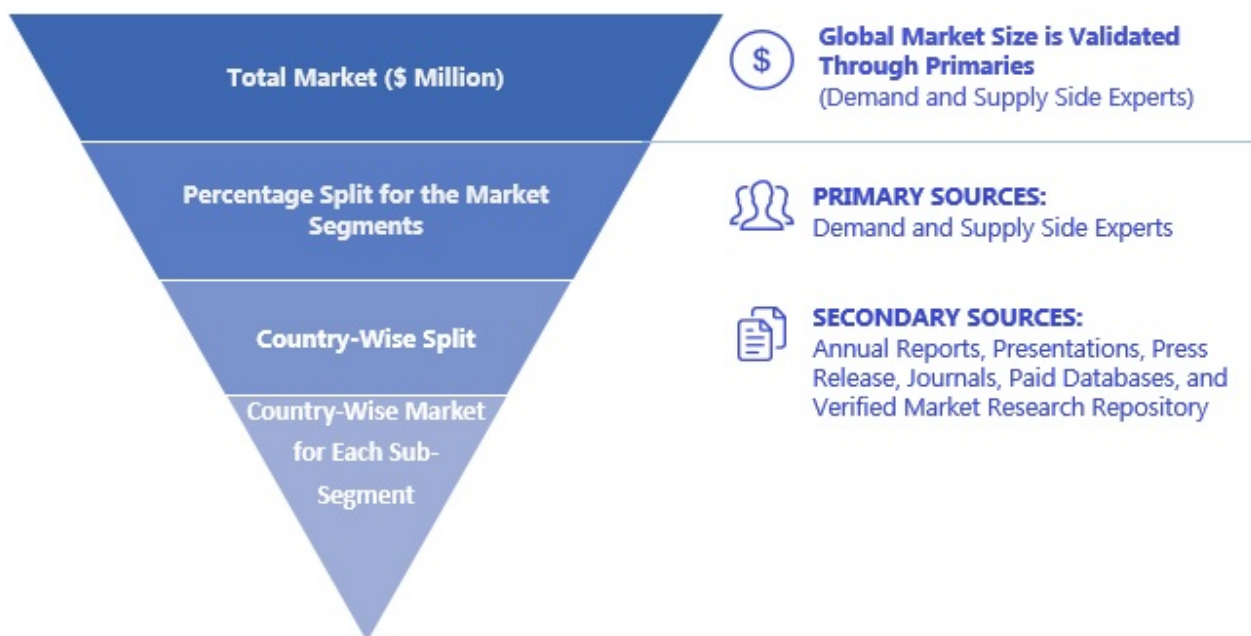 Total Market ($ Million)
Percentage Split for the Market
Segments
Country-Wise Split
Country-Wise Market
for Each Sub-
Segment
$
Global Market Size is Validated
Through Primaries
(Demand and Supply Side Experts)
PRIMARY SOURCES:
Demand and Supply Side Experts
SECONDARY SOURCES:
Annual Reports, Presentations, Press
Release, Journals, Paid Databases, and
Verified Market Research Repository